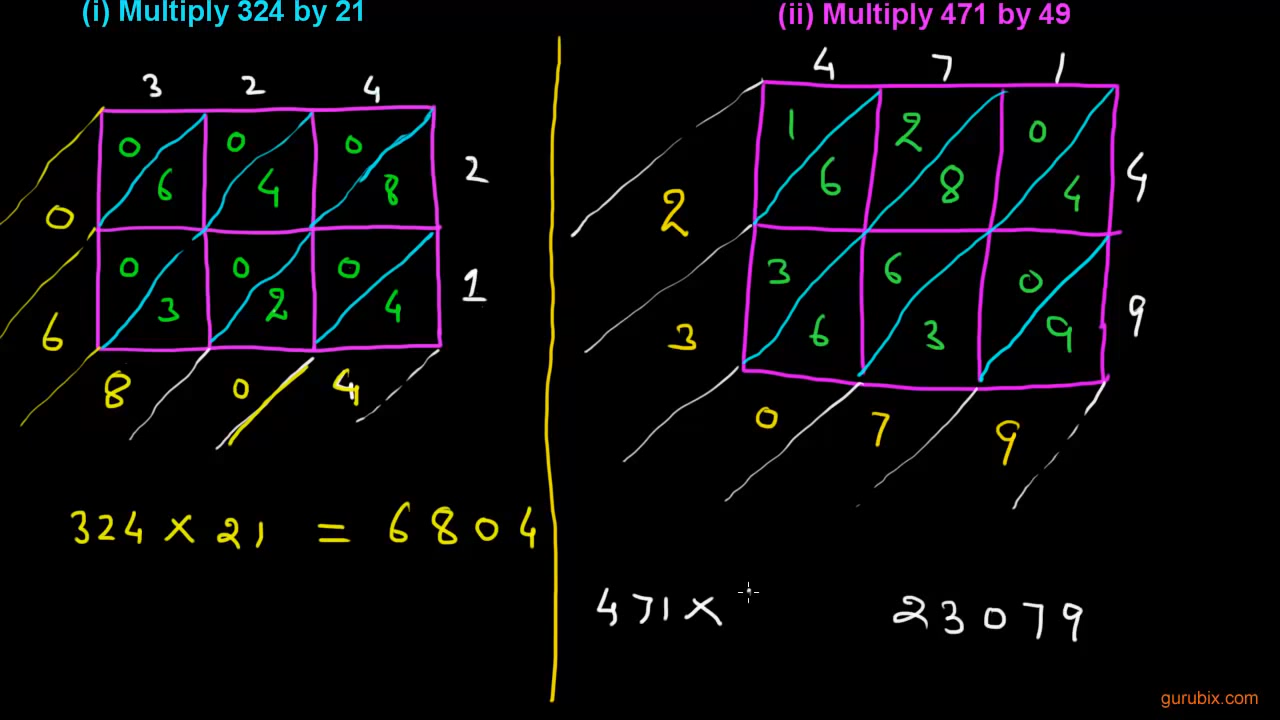 (i) Multiply 324 by 21
3 2 4
0 0 0 2
6 4 8
0
0 0 0 1
3 2 4
6
8 0 4
324 × 21 = 6804
(ii) Multiply 471 by 49
4 7 1
1 2 0 4
6 8 4
2
3 6 0 9
6 3 9
3
0 7 9
471 × 23079
gurubix.com